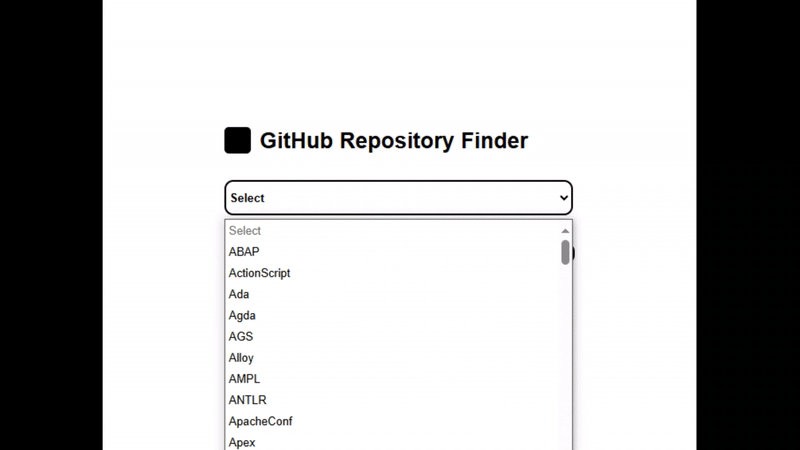 GitHub Repository Finder
Select
Select
ABAP
ActionScript
Ada
Agda
AGS
Alloy
AMPL
ANTLR
ApacheConf
Apex